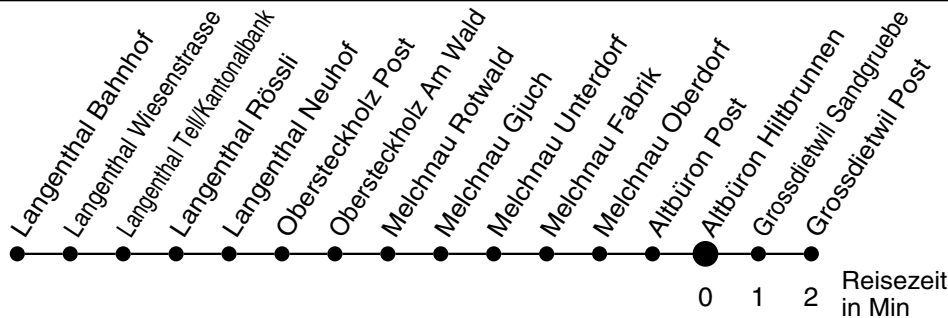 Langenthal Bahnhof
Langenthal Wiesenstrasse
Langenthal Tell/Kantonalbank
Langenthal Rössli
Langenthal Neuhof
Obersteckholz Post
Obersteckholz Am Wald
Melchnau Rotwald
Melchnau Gjuch
Melchnau Unterdorf
Melchnau Fabrik
Melchnau Oberdorf
Altbüron Post
Altbüron Hiltbrunnen
Grossdietwil Sandgruebe
Grossdietwil Post
0 1 2 Reisezeit
in Min